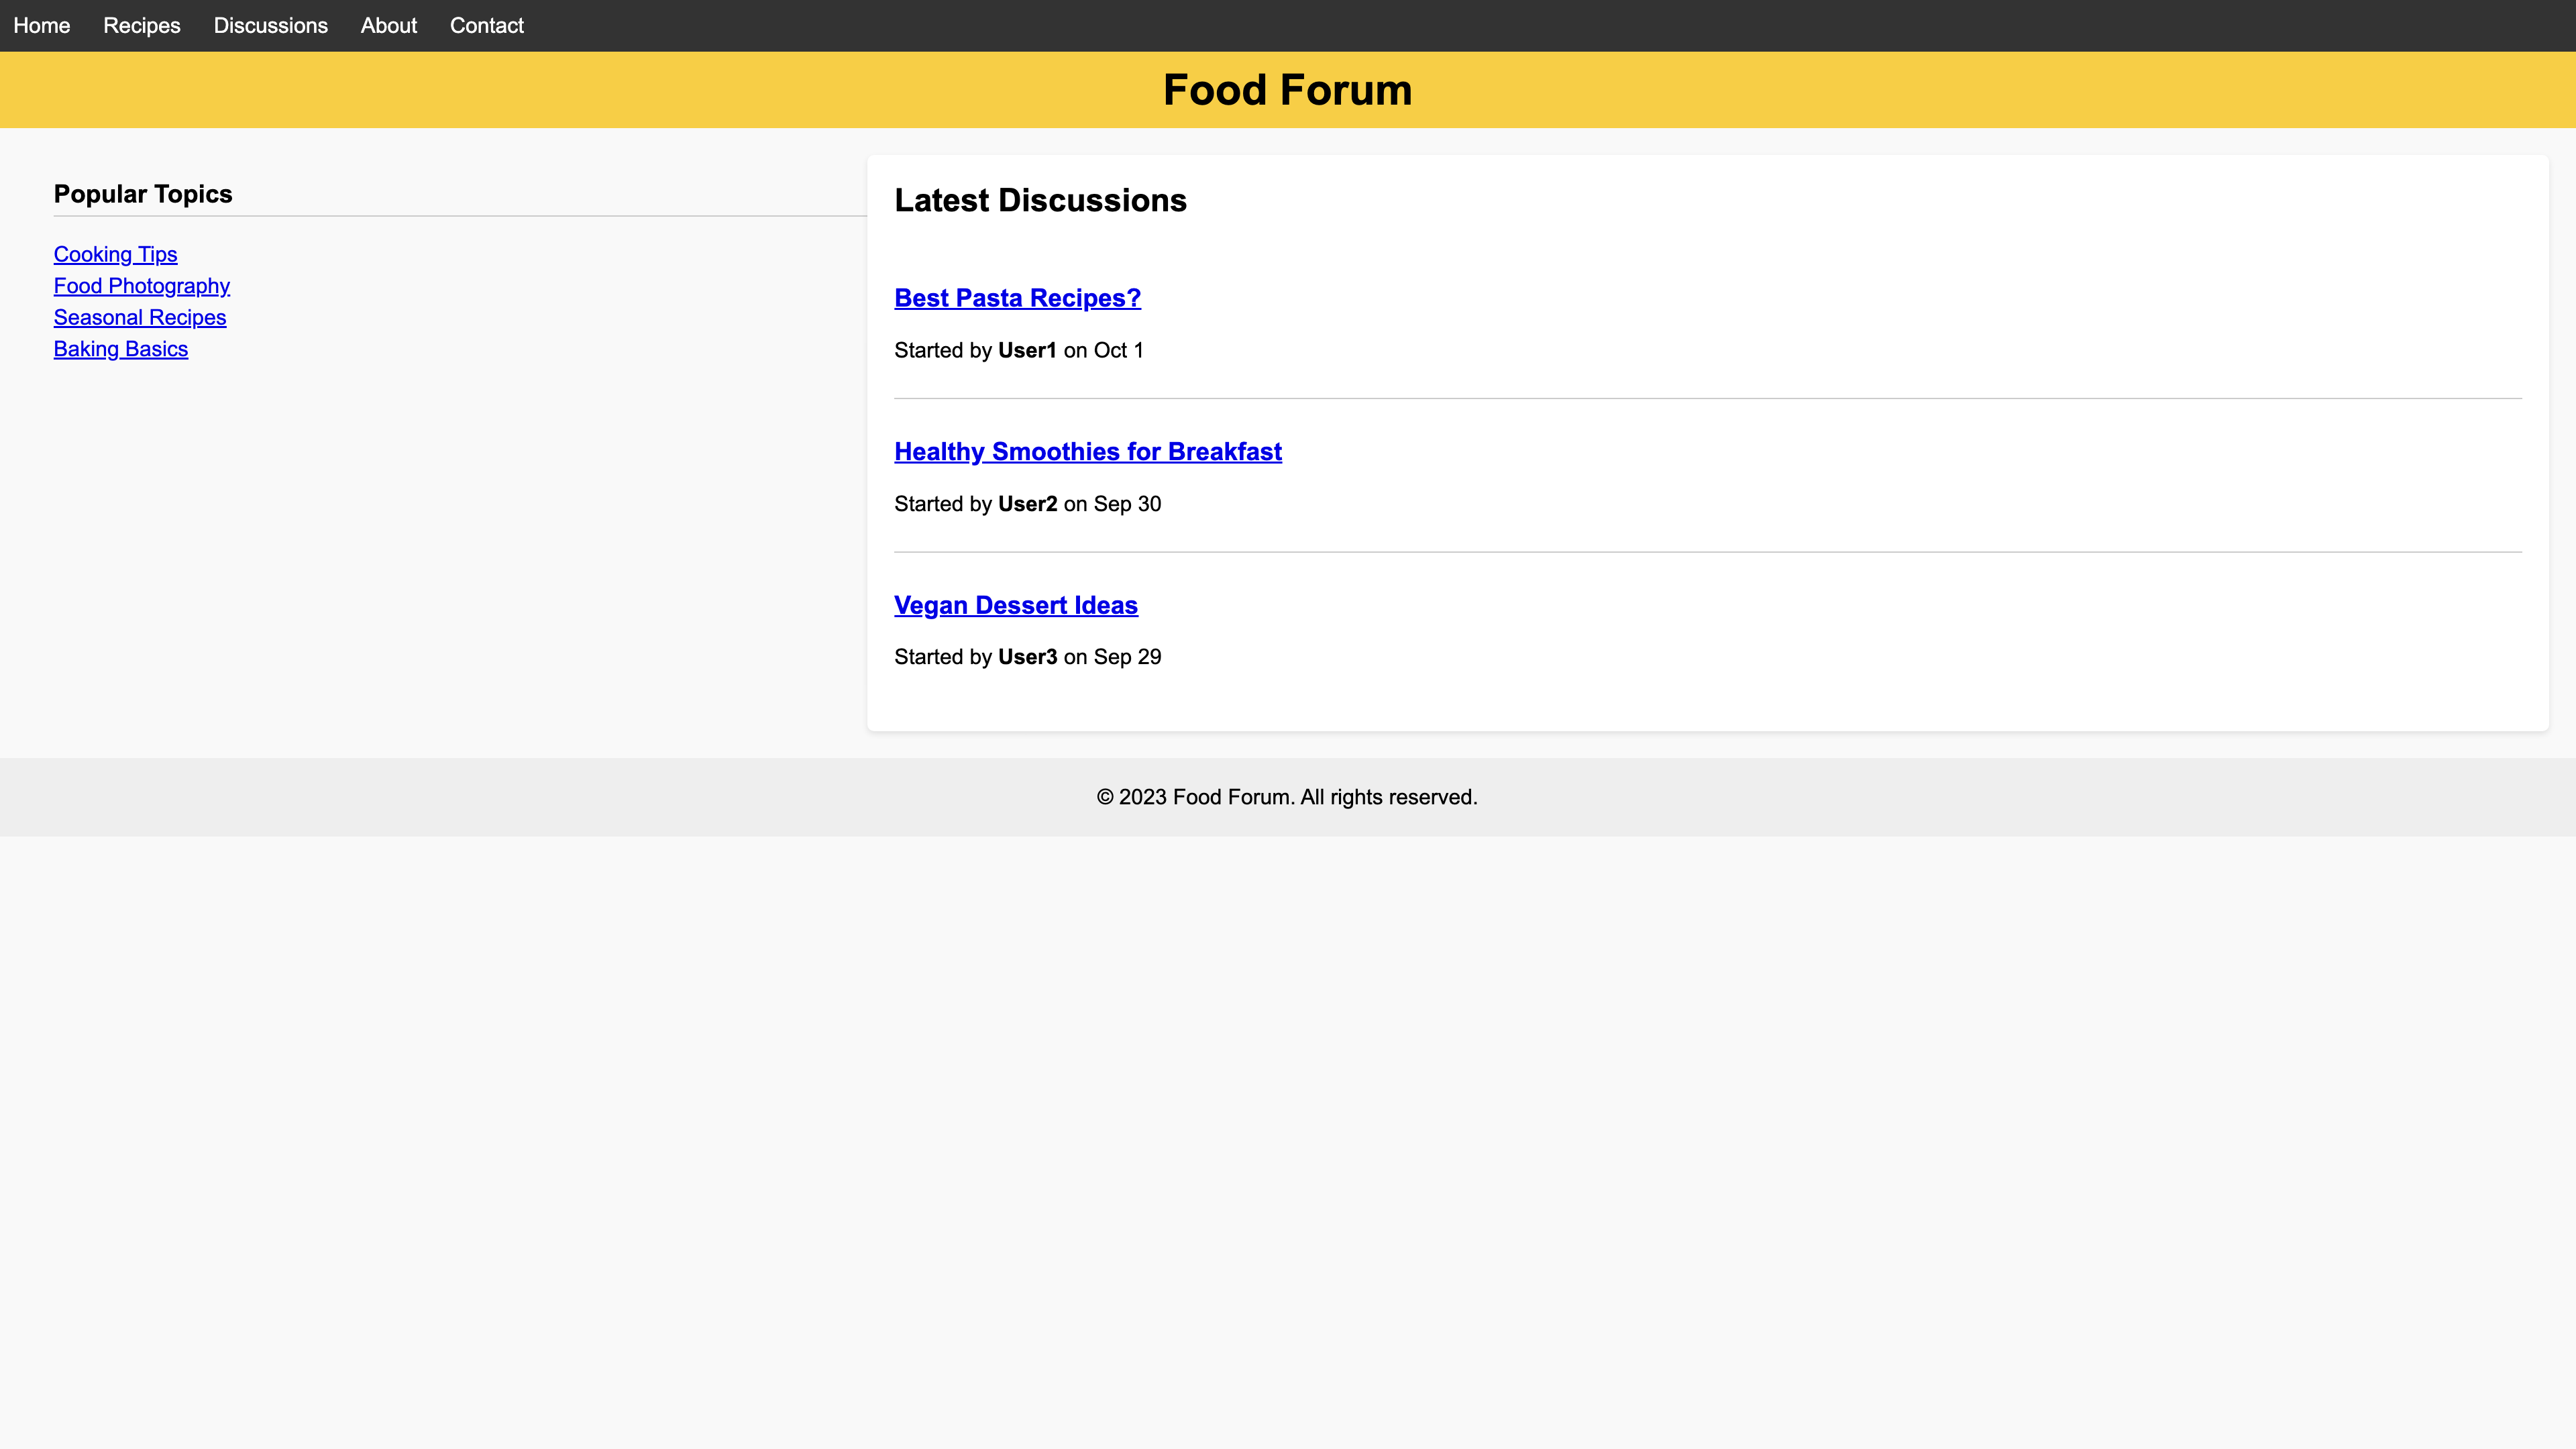 Home Recipes Discussions About Contact
Food Forum
Popular Topics
Cooking Tips
Food Photography
Seasonal Recipes
Baking Basics
Latest Discussions
Best Pasta Recipes?
Started by User1 on Oct 1
Healthy Smoothies for Breakfast
Started by User2 on Sep 30
Vegan Dessert Ideas
Started by User3 on Sep 29
© 2023 Food Forum. All rights reserved.